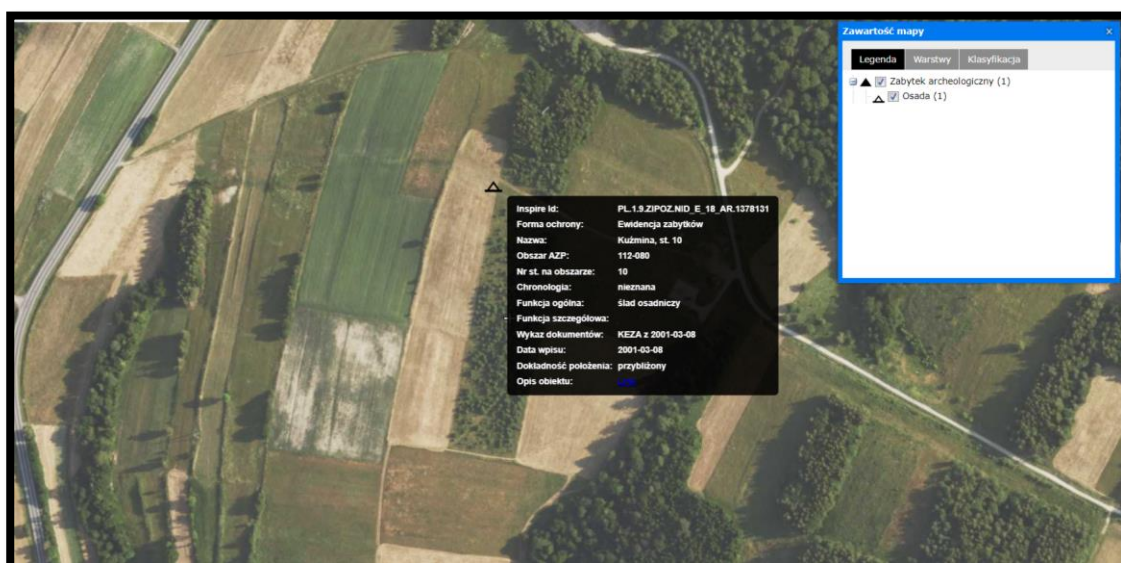 Zawartość mapy
Legenda Warstwy Klasyfikacja
Zabytek archeologiczny (1)
Osada (1)
Inspire Id: PL.1.9.ZIPOZ.NID_E_18_AR.1378131
Forma ochrony: Ewidencja zabytków
Nazwa: Kuźmina, st. 10
Obszar AZP: 112-080
Nr st. na obszarze: 10
Chronologia: nieznana
Funkcja ogólna: ślad osadniczy
Funkcja szczegółowa:
Wykaz dokumentów: KEZA z 2001-03-08
Data wpisu: 2001-03-08
Dokładność położenia: przybliżony
Opis obiektu: